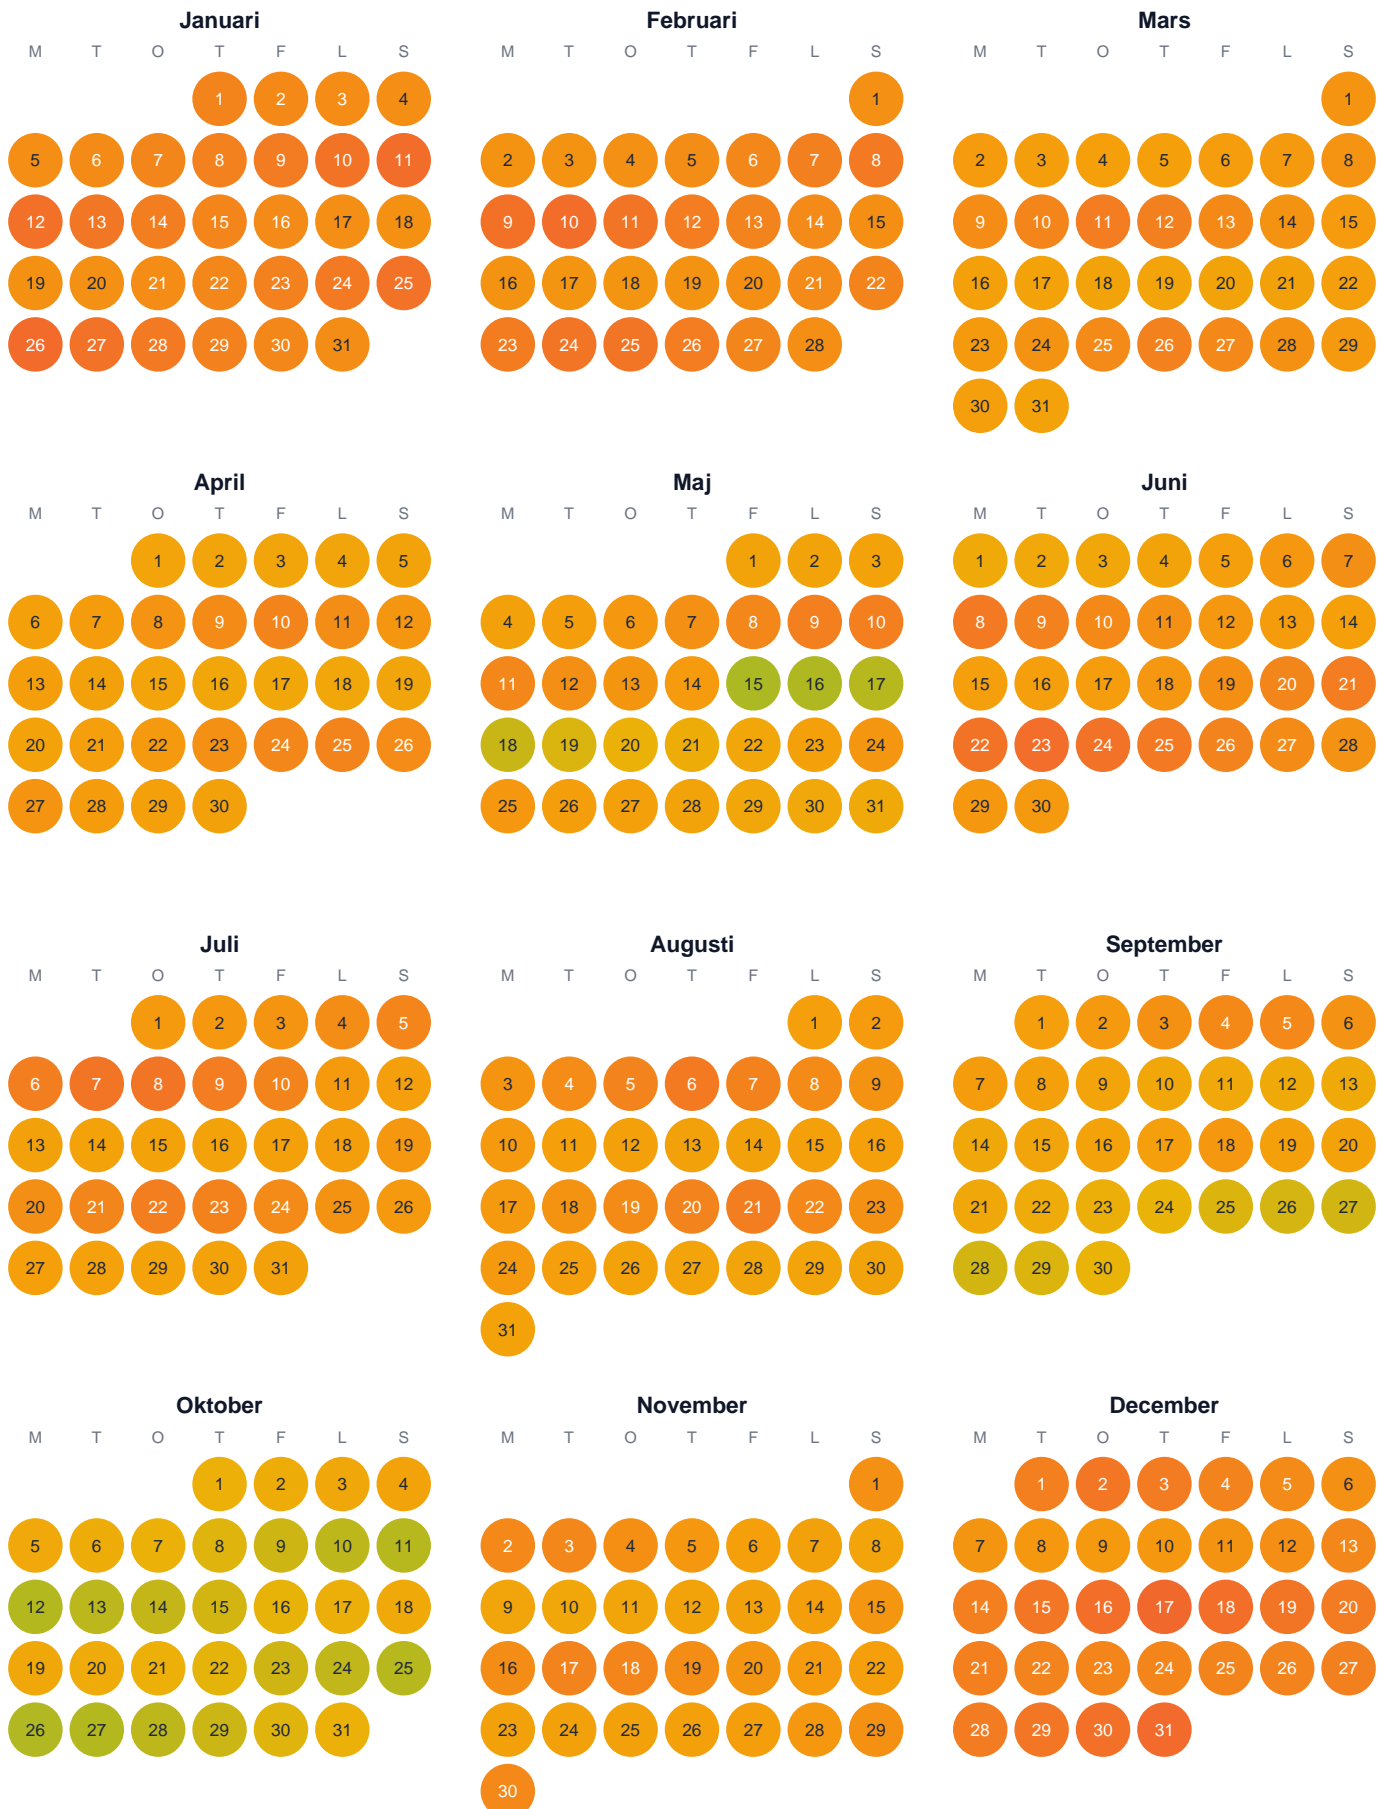 Januari Februari Mars
M T O T F L S M T O T F L S M T O T F L S
1 2 3 4 1 1
5 6 7 8 9 10 11 2 3 4 5 6 7 8 2 3 4 5 6 7 8
12 13 14 15 16 17 18 9 10 11 12 13 14 15 9 10 11 12 13 14 15
19 20 21 22 23 24 25 16 17 18 19 20 21 22 16 17 18 19 20 21 22
26 27 28 29 30 31 23 24 25 26 27 28 23 24 25 26 27 28 29
30 31
April Maj Juni
M T O T F L S M T O T F L S M T O T F L S
1 2 3 4 5 1 2 3 1 2 3 4 5 6 7
6 7 8 9 10 11 12 4 5 6 7 8 9 10 8 9 10 11 12 13 14
13 14 15 16 17 18 19 11 12 13 14 15 16 17 15 16 17 18 19 20 21
20 21 22 23 24 25 26 18 19 20 21 22 23 24 22 23 24 25 26 27 28
27 28 29 30 25 26 27 28 29 30 31 29 30
Juli Augusti September
M T O T F L S M T O T F L S M T O T F L S
1 2 3 4 5 1 2 1 2 3 4 5 6
6 7 8 9 10 11 12 3 4 5 6 7 8 9 7 8 9 10 11 12 13
13 14 15 16 17 18 19 10 11 12 13 14 15 16 14 15 16 17 18 19 20
20 21 22 23 24 25 26 17 18 19 20 21 22 23 21 22 23 24 25 26 27
27 28 29 30 31 24 25 26 27 28 29 30 28 29 30
31
Oktober November December
M T O T F L S M T O T F L S M T O T F L S
1 2 3 4 1 1 2 3 4 5 6
5 6 7 8 9 10 11 2 3 4 5 6 7 8 7 8 9 10 11 12 13
12 13 14 15 16 17 18 9 10 11 12 13 14 15 14 15 16 17 18 19 20
19 20 21 22 23 24 25 16 17 18 19 20 21 22 21 22 23 24 25 26 27
26 27 28 29 30 31 23 24 25 26 27 28 29 28 29 30 31
30